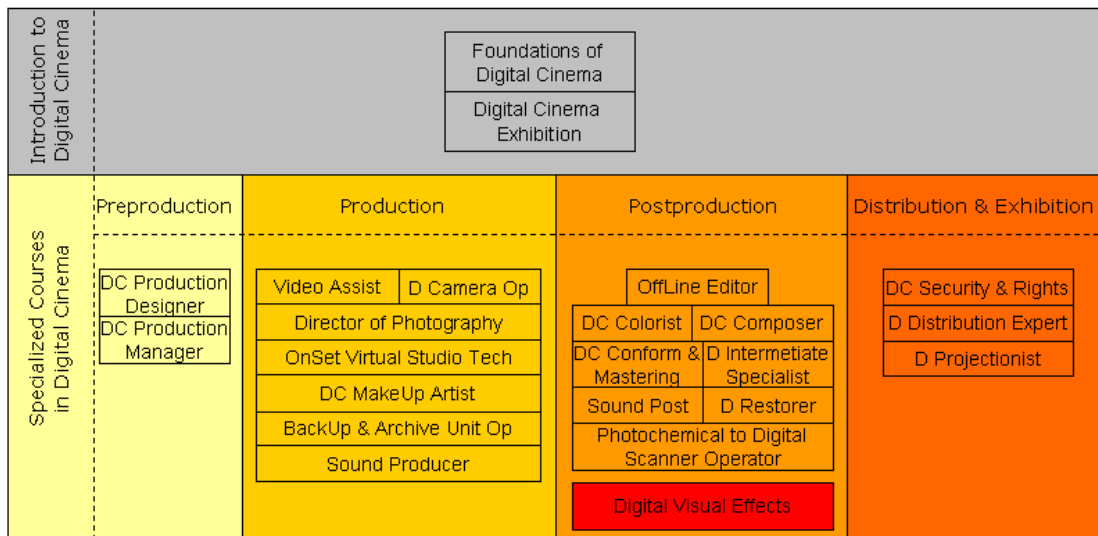 Introduction to
Digital Cinema
Foundations of
Digital Cinema
Digital Cinema
Exhibition
Specialized Courses
in Digital Cinema
Preproduction
DC Production
Designer
DC Production
Manager
Production
Video Assist
D Camera Op
Director of Photography
OnSet Virtual Studio Tech
DC MakeUp Artist
BackUp & Archive Unit Op
Sound Producer
Postproduction
OffLine Editor
DC Colorist
DC Composer
DC Conform &
Mastering
D Intermetiate
Specialist
Sound Post
D Restorer
Photochemical to Digital
Scanner Operator
Digital Visual Effects
Distribution & Exhibition
DC Security & Rights
D Distribution Expert
D Projectionist